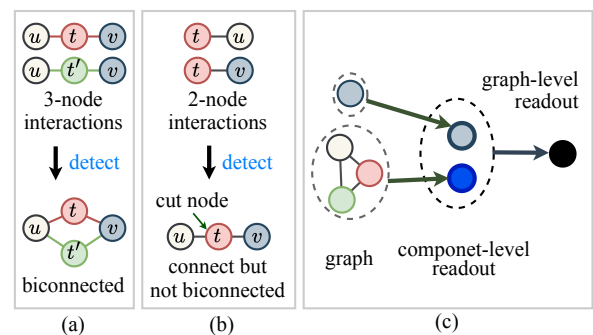 u t v
u t' v
3-node
interactions
detect
t
u v
t'
biconnected
(a)
t u
t v
2-node
interactions
detect
cut node
u t v
connect but
not biconnected
(b)
graph-level
readout
graph
componet-level
readout
(c)